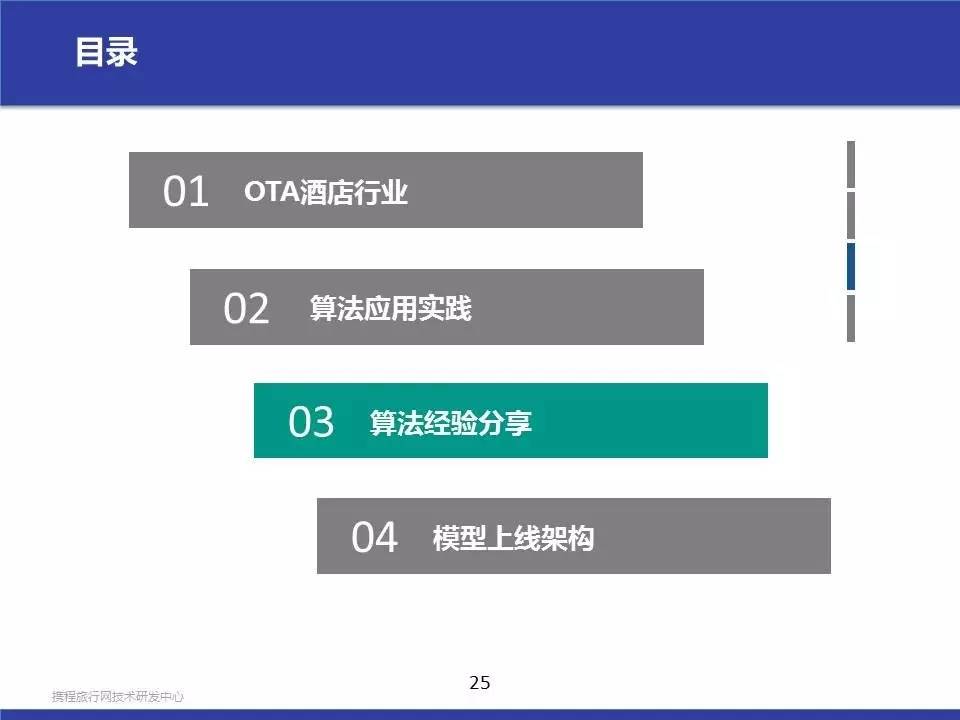 目录
01 OTA酒店行业
02 算法应用实践
03 算法经验分享
04 模型上线架构
25
携程旅行网技术研发中心